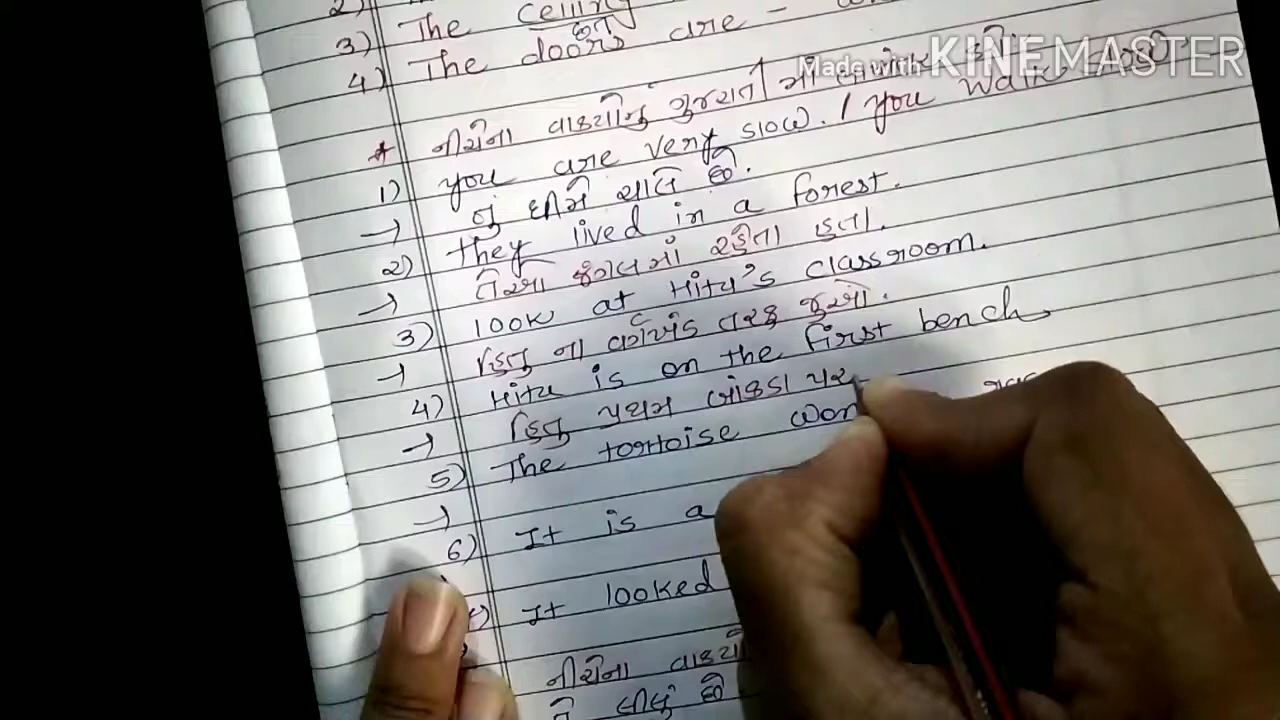 2)
3) The
4) The doors are -
છત
Made with KINEMASTER
* નીચેના વાક્યોનું ગુજરાતી માં
1) you are very slow. / you walk
→ તું ધીમે ચાલે છે.
2) they lived in a forest.
→ તેઓ જંગલમાં રહેતા હતા.
3) look at Hitu's classroom.
→ હિતુ ના વર્ગખંડ તરફ જુઓ.
4) Hitu is on the first bench
→ હિતુ પ્રથમ બાંકડા પર
5) The tortoise won
→
6) It is a
It looked
નીચેના વાક્યો
તે છે.